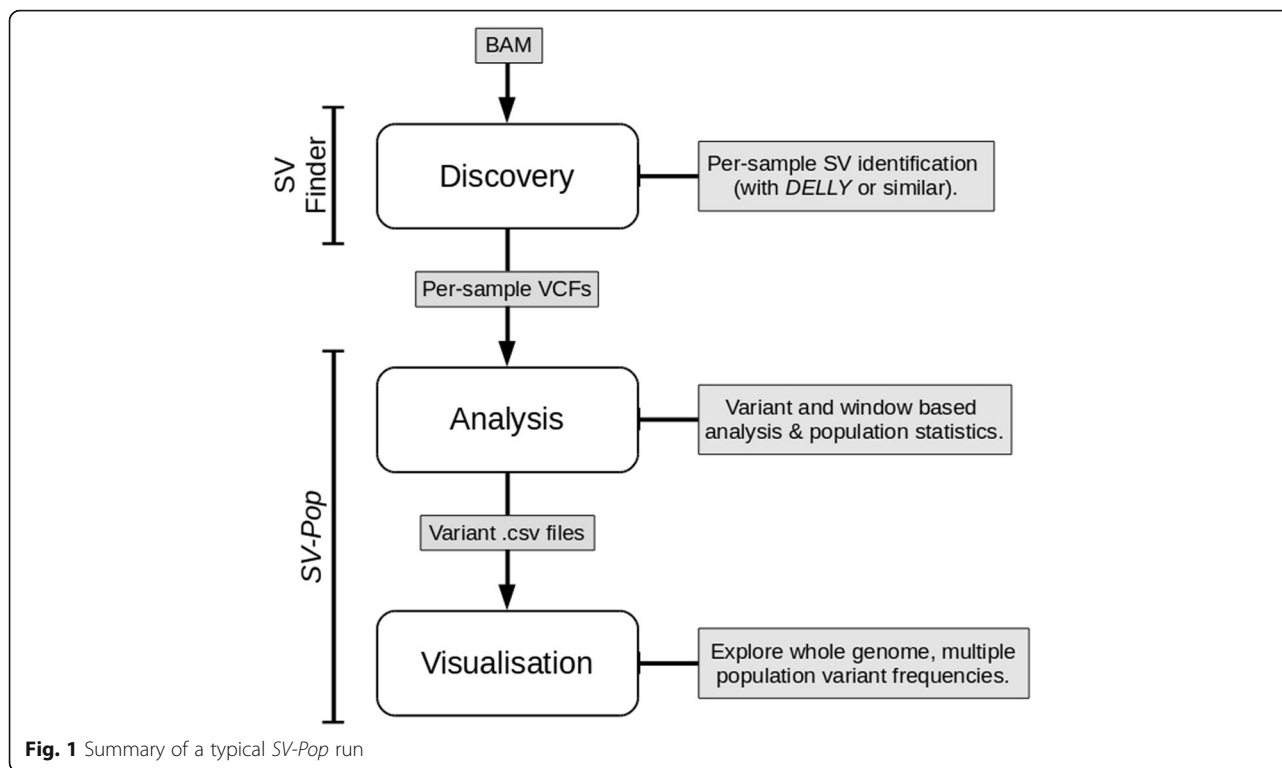 BAM
SV
Finder
Discovery
Per-sample SV identification
(with DELLY or similar).
Per-sample VCFs
SV-Pop
Analysis
Variant and window based
analysis & population statistics.
Variant .csv files
Visualisation
Explore whole genome, multiple
population variant frequencies.
Fig. 1 Summary of a typical SV-Pop run